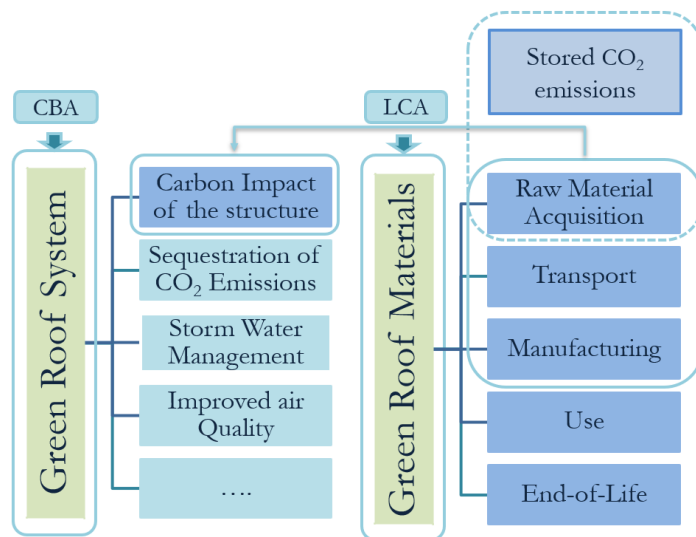 Stored CO₂
emissions
CBA
LCA
Green Roof System
Carbon Impact
of the structure
Sequestration of
CO₂ Emissions
Storm Water
Management
Improved air
Quality
....
Green Roof Materials
Raw Material
Acquisition
Transport
Manufacturing
Use
End-of-Life